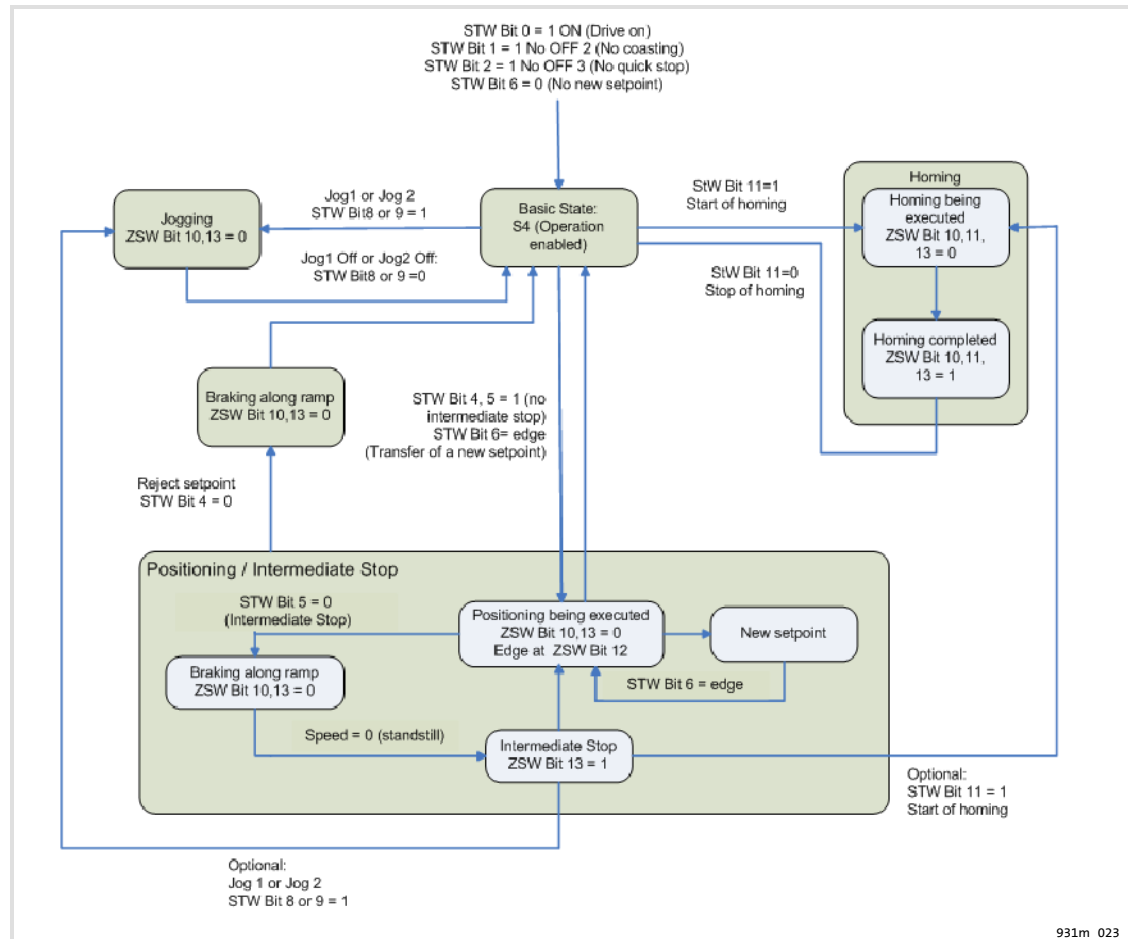 STW Bit 0 = 1 ON (Drive on)
STW Bit 1 = 1 No OFF 2 (No coasting)
STW Bit 2 = 1 No OFF 3 (No quick stop)
STW Bit 6 = 0 (No new setpoint)
Jogging
ZSW Bit 10,13 = 0
Jog1 or Jog 2
STW Bit8 or 9 = 1
Jog1 Off or Jog2 Off:
STW Bit8 or 9 =0
Basic State:
S4 (Operation
enabled)
StW Bit 11=1
Start of homing
StW Bit 11=0
Stop of homing
Homing
Homing being
executed
ZSW Bit 10,11,
13 = 0
Homing completed
ZSW Bit 10,11,
13 = 1
Braking along ramp
ZSW Bit 10,13 = 0
STW Bit 4, 5 = 1 (no
intermediate stop)
STW Bit 6= edge
(Transfer of a new setpoint)
Reject setpoint
STW Bit 4 = 0
Positioning / Intermediate Stop
STW Bit 5 = 0
(Intermediate Stop)
Positioning being executed
ZSW Bit 10,13 = 0
Edge at ZSW Bit 12
New setpoint
STW Bit 6 = edge
Braking along ramp
ZSW Bit 10,13 = 0
Speed = 0 (standstill)
Intermediate Stop
ZSW Bit 13 = 1
Optional:
STW Bit 11 = 1
Start of homing
Optional:
Jog 1 or Jog 2
STW Bit 8 or 9 = 1
931m_023